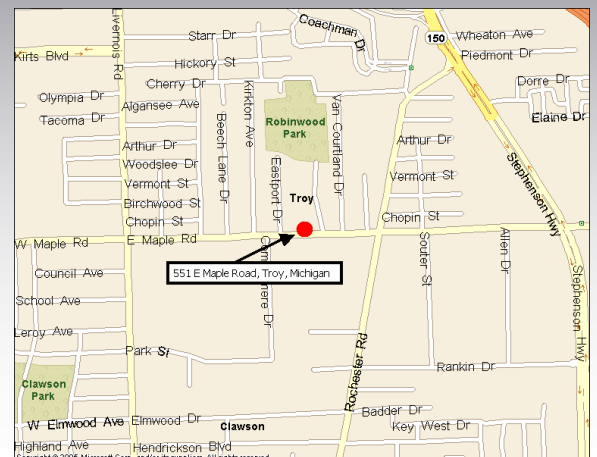 Livernois Rd
Starr Dr
Coachman Dr
150
Wheaton Ave
Kirts Blvd
Piedmont Dr
Hickory St
Cherry Dr
Dorre Dr
Olympia Dr
Algansee Ave
Kirkton Ave
Van Courtland Dr
Elaine Dr
Tacoma Dr
Beech Lane Dr
Robinwood
Park
Arthur Dr
Arthur Dr
Woodslee Dr
Eastport Dr
Stephenson Hwy
Vermont St
Vermont St
Birchwood St
Troy
Chopin St
Chopin St
W Maple Rd
E Maple Rd
Souter St
Allen Dr
551 E Maple Road, Troy, Michigan
Council Ave
Stephenson Hwy
School Ave
Leroy Ave
Rochester Rd
Park St
Rankin Dr
Clawson
Park
Badder Dr
W Elmwood Ave
Elmwood Dr
Clawson
Key West Dr
Highland Ave
Hendrickson Blvd